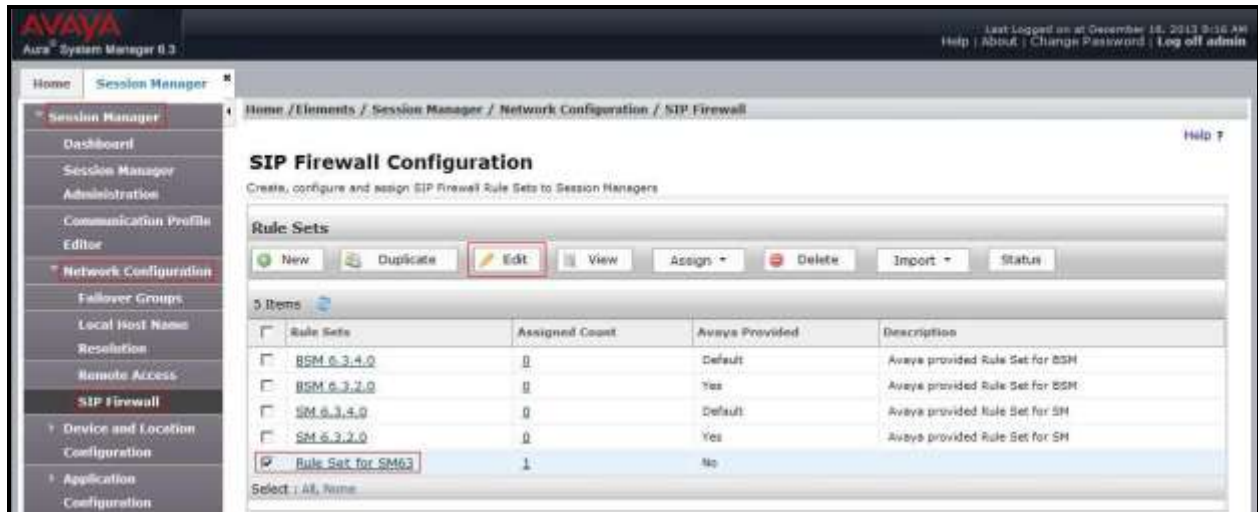 AVAYA
Last Logged on at December 18, 2013 9:16 AM
Aura® System Manager 6.3
Help | About | Change Password | Log off admin
Home Session Manager
Session Manager
Home /Elements / Session Manager / Network Configuration / SIP Firewall
Help ?
Dashboard
Session Manager
Administration
SIP Firewall Configuration
Create, configure and assign SIP Firewall Rule Sets to Session Managers
Communication Profile
Editor
Rule Sets
Network Configuration
New Duplicate Edit View Assign Delete Import Status
Failover Groups
5 Items
Local Host Name
Resolution
Rule Sets Assigned Count Avaya Provided Description
BSM 6.3.4.0 0 Default Avaya provided Rule Set for BSM
Remote Access
BSM 6.3.2.0 0 Yes Avaya provided Rule Set for BSM
SIP Firewall
SM 6.3.4.0 0 Default Avaya provided Rule Set for SM
Device and Location
Configuration
SM 6.3.2.0 0 Yes Avaya provided Rule Set for SM
Rule Set for SM63 1 No
Application
Configuration
Select : All, None